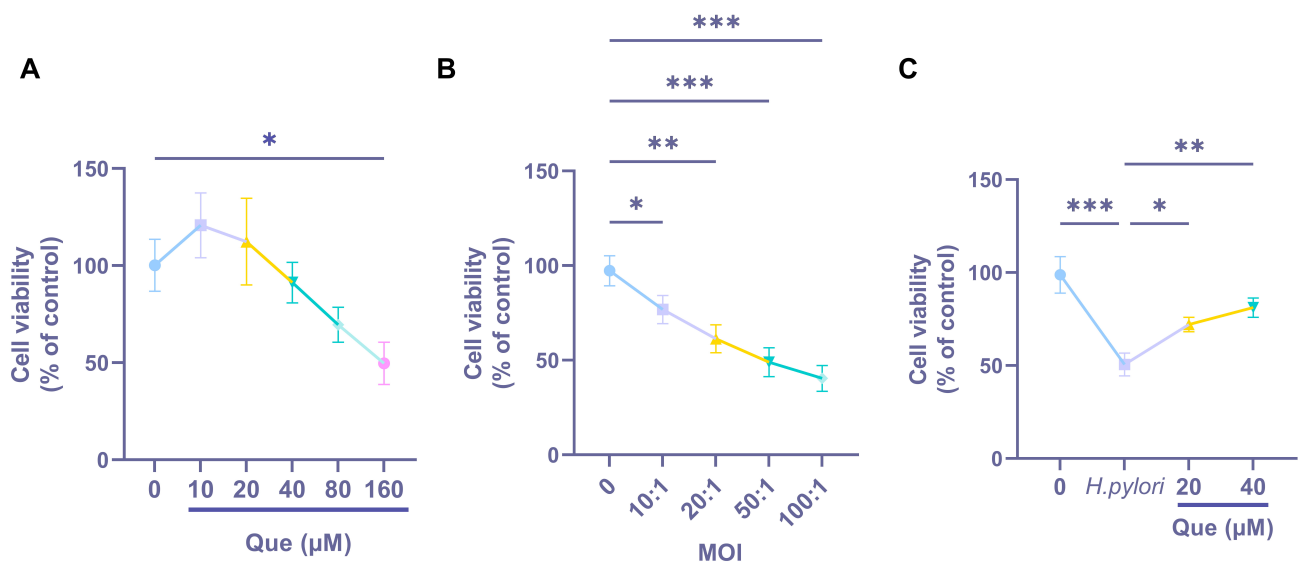 A
*
Cell viability
(% of control)
150
100
50
0
0 10 20 40 80 160
Que (μM)
B
***
***
**
*
Cell viability
(% of control)
150
100
50
0
0 10:1 20:1 50:1 100:1
MOI
C
**
*** *
Cell viability
(% of control)
150
100
50
0
0 H.pylori 20 40
Que (μM)